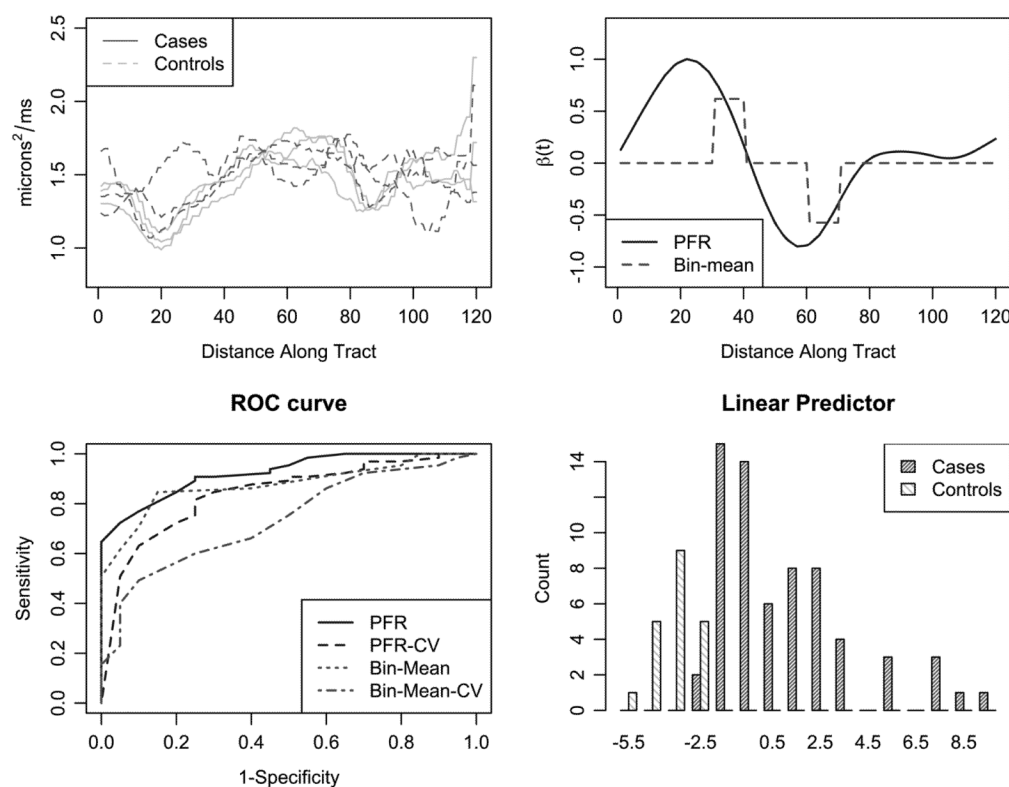 Cases
Controls
microns²/ms
2.5
2.0
1.5
1.0
0 20 40 60 80 100 120
Distance Along Tract
PFR
Bin-mean
β(t)
1.0
0.5
0.0
-0.5
-1.0
0 20 40 60 80 100 120
Distance Along Tract
ROC curve
PFR
PFR-CV
Bin-Mean
Bin-Mean-CV
Sensitivity
1.0
0.8
0.6
0.4
0.2
0.0
0.0 0.2 0.4 0.6 0.8 1.0
1-Specificity
Linear Predictor
Cases
Controls
Count
14
10
8
6
4
2
0
-5.5 -2.5 0.5 2.5 4.5 6.5 8.5